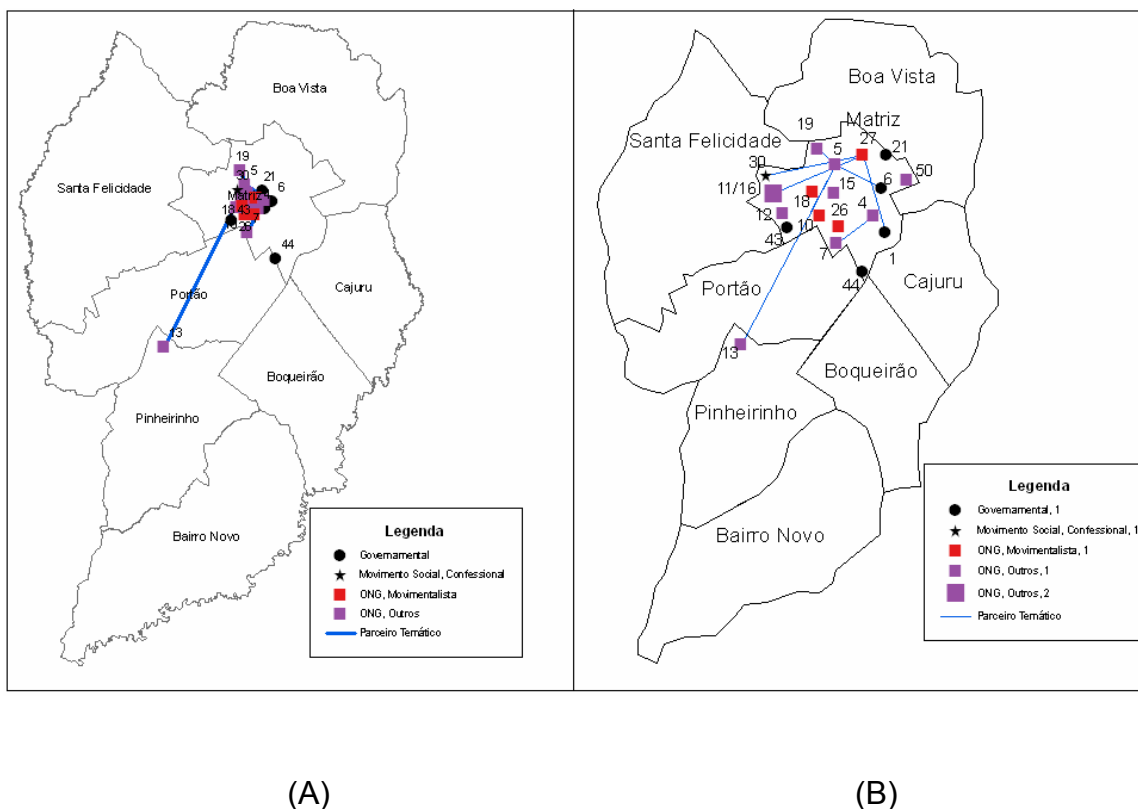 Boa Vista
19
5
21
30
6
Santa Felicidade
Matriz
18
43
7
26
44
Portão
Cajuru
13
Boqueirão
Pinheirinho
Bairro Novo
Legenda
Governamental
Movimento Social, Confessional
ONG, Movimentalista
ONG, Outros
Parceiro Temático
(A)
Boa Vista
Matriz
19
27
Santa Felicidade
5
21
30
50
11/16
15
6
18
4
12
10
26
43
7
1
44
Portão
Cajuru
13
Boqueirão
Pinheirinho
Bairro Novo
Legenda
Governamental, 1
Movimento Social, Confessional, 1
ONG, Movimentalista, 1
ONG, Outros, 1
ONG, Outros, 2
Parceiro Temático
(B)